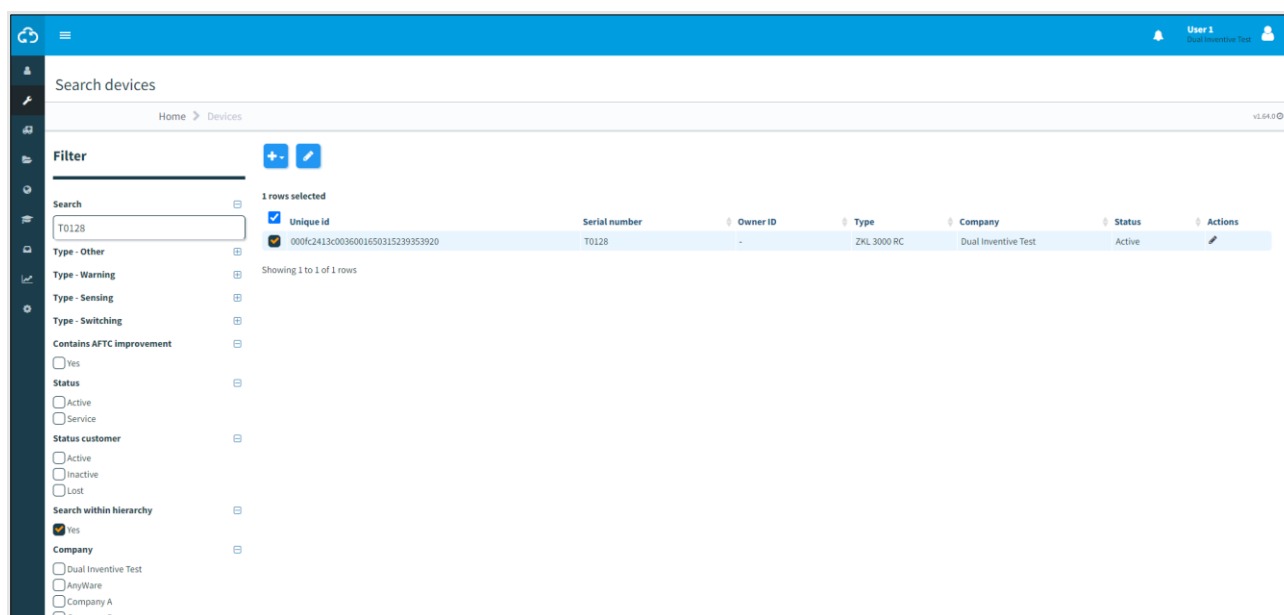 User 1
Dual Inventive Test
Search devices
Home Devices
v1.64.0
Filter
Search
T0128
Type - Other
Type - Warning
Type - Sensing
Type - Switching
Contains AFTC improvement
Yes
Status
Active
Service
Status customer
Active
Inactive
Lost
Search within hierarchy
Yes
Company
Dual Inventive Test
AnyWare
Company A
1 rows selected
Unique id Serial number Owner ID Type Company Status Actions
000fc2413c0036001650315239353920 T0128 - ZKL 3000 RC Dual Inventive Test Active
Showing 1 to 1 of 1 rows